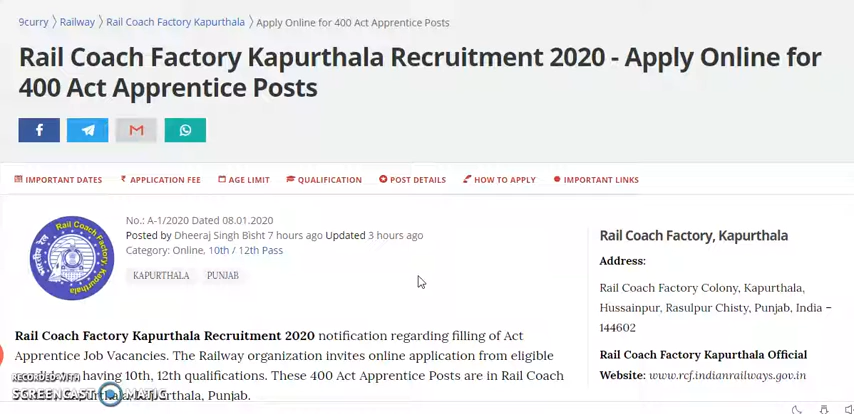 9curry 〉Railway 〉Rail Coach Factory Kapurthala 〉Apply Online for 400 Act Apprentice Posts
Rail Coach Factory Kapurthala Recruitment 2020 - Apply Online for
400 Act Apprentice Posts
IMPORTANT DATES ₹ APPLICATION FEE AGE LIMIT QUALIFICATION POST DETAILS HOW TO APPLY IMPORTANT LINKS
Rail Coach Factory
Kapurthala
No.: A-1/2020 Dated 08.01.2020
Posted by Dheeraj Singh Bisht 7 hours ago Updated 3 hours ago
Category: Online, 10th / 12th Pass
KAPURTHALA PUNJAB
Rail Coach Factory Kapurthala Recruitment 2020 notification regarding filling of Act
Apprentice Job Vacancies. The Railway organization invites online application from eligible
having 10th, 12th qualifications. These 400 Act Apprentice Posts are in Rail Coach
Kapurthala, Punjab.
Rail Coach Factory, Kapurthala
Address:
Rail Coach Factory Colony, Kapurthala,
Hussainpur, Rasulpur Chisty, Punjab, India –
144602
Rail Coach Factory Kapurthala Official
Website: www.rcf.indianrailways.gov.in
RECORDED WITH
SCREENCAST MATIC